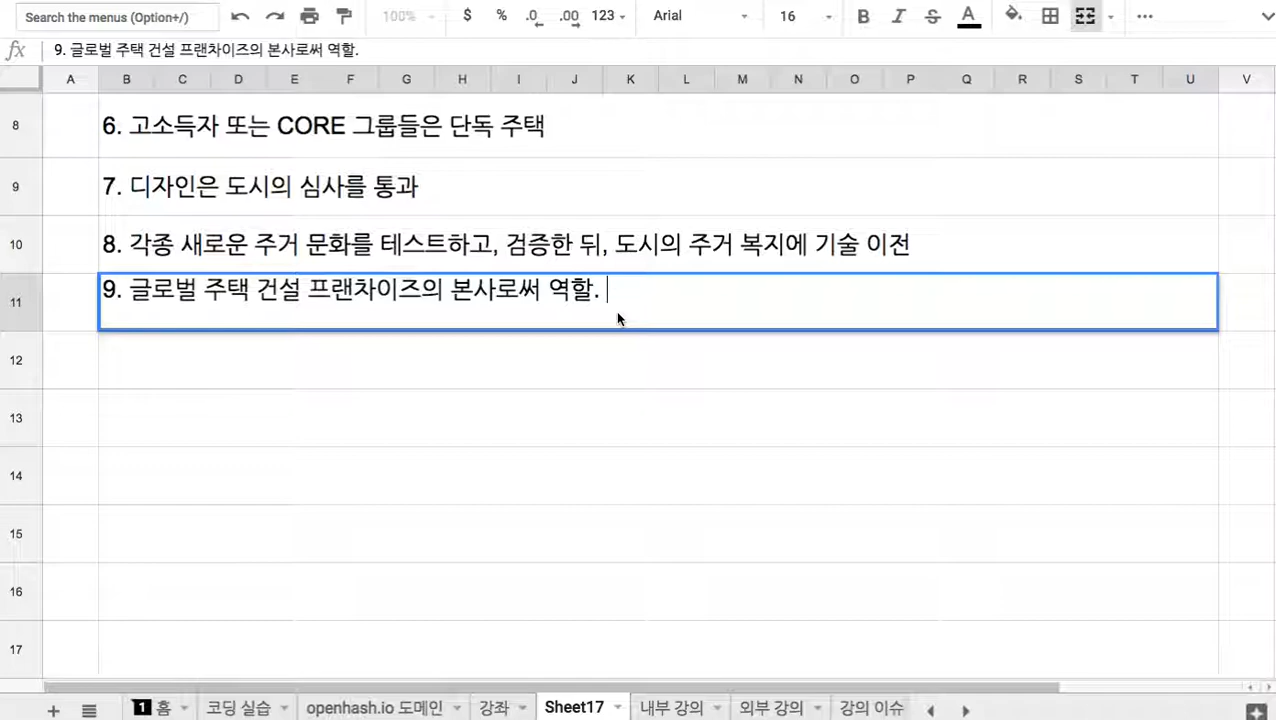 Search the menus (Option+/) 100% $ % .0 .00 123 Arial 16 B I S A
fx 9. 글로벌 주택 건설 프랜차이즈의 본사로써 역할.
A B C D E F G H I J K L M N O P Q R S T U V
8 6. 고소득자 또는 CORE 그룹들은 단독 주택
9 7. 디자인은 도시의 심사를 통과
10 8. 각종 새로운 주거 문화를 테스트하고, 검증한 뒤, 도시의 주거 복지에 기술 이전
11 9. 글로벌 주택 건설 프랜차이즈의 본사로써 역할.
12
13
14
15
16
17
1 홈 코딩 실습 openhash.io 도메인 강좌 Sheet17 내부 강의 외부 강의 강의 이슈